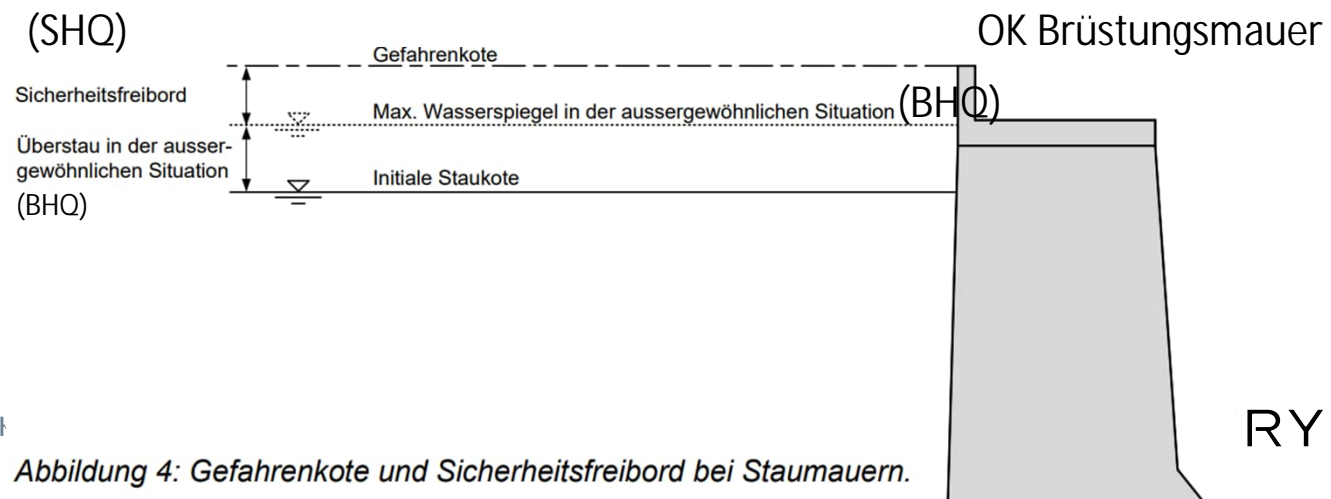 (SHQ)
OK Brüstungsmauer
Gefahrenkote
Sicherheitsfreibord
Max. Wasserspiegel in der aussergewöhnlichen Situation (BHQ)
Überstau in der ausser-
gewöhnlichen Situation
(BHQ)
Initiale Staukote
RY
Abbildung 4: Gefahrenkote und Sicherheitsfreibord bei Staumauern.